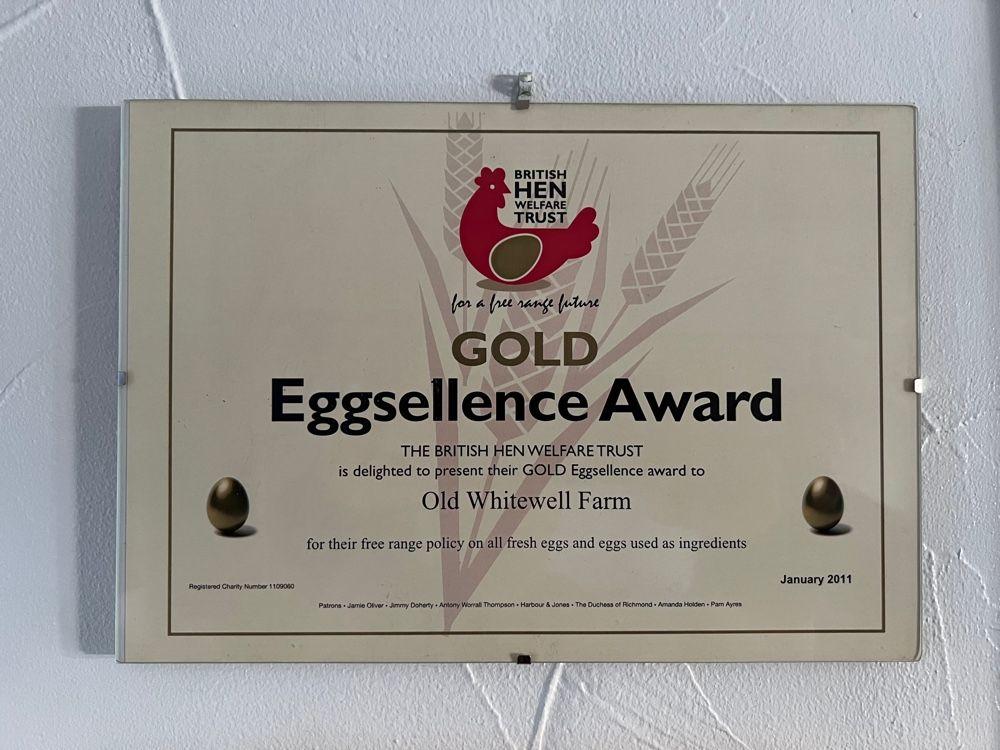 BRITISH
HEN
WELFARE
TRUST
for a free range future
GOLD
Eggsellence Award
THE BRITISH HEN WELFARE TRUST
is delighted to present their GOLD Eggsellence award to
Old Whitewell Farm
for their free range policy on all fresh eggs and eggs used as ingredients
Registered Charity Number 1109060
January 2011
Patrons • Jamie Oliver • Jimmy Doherty • Antony Worrall Thompson • Harbour & Jones • The Duchess of Richmond • Amanda Holden • Pam Ayres